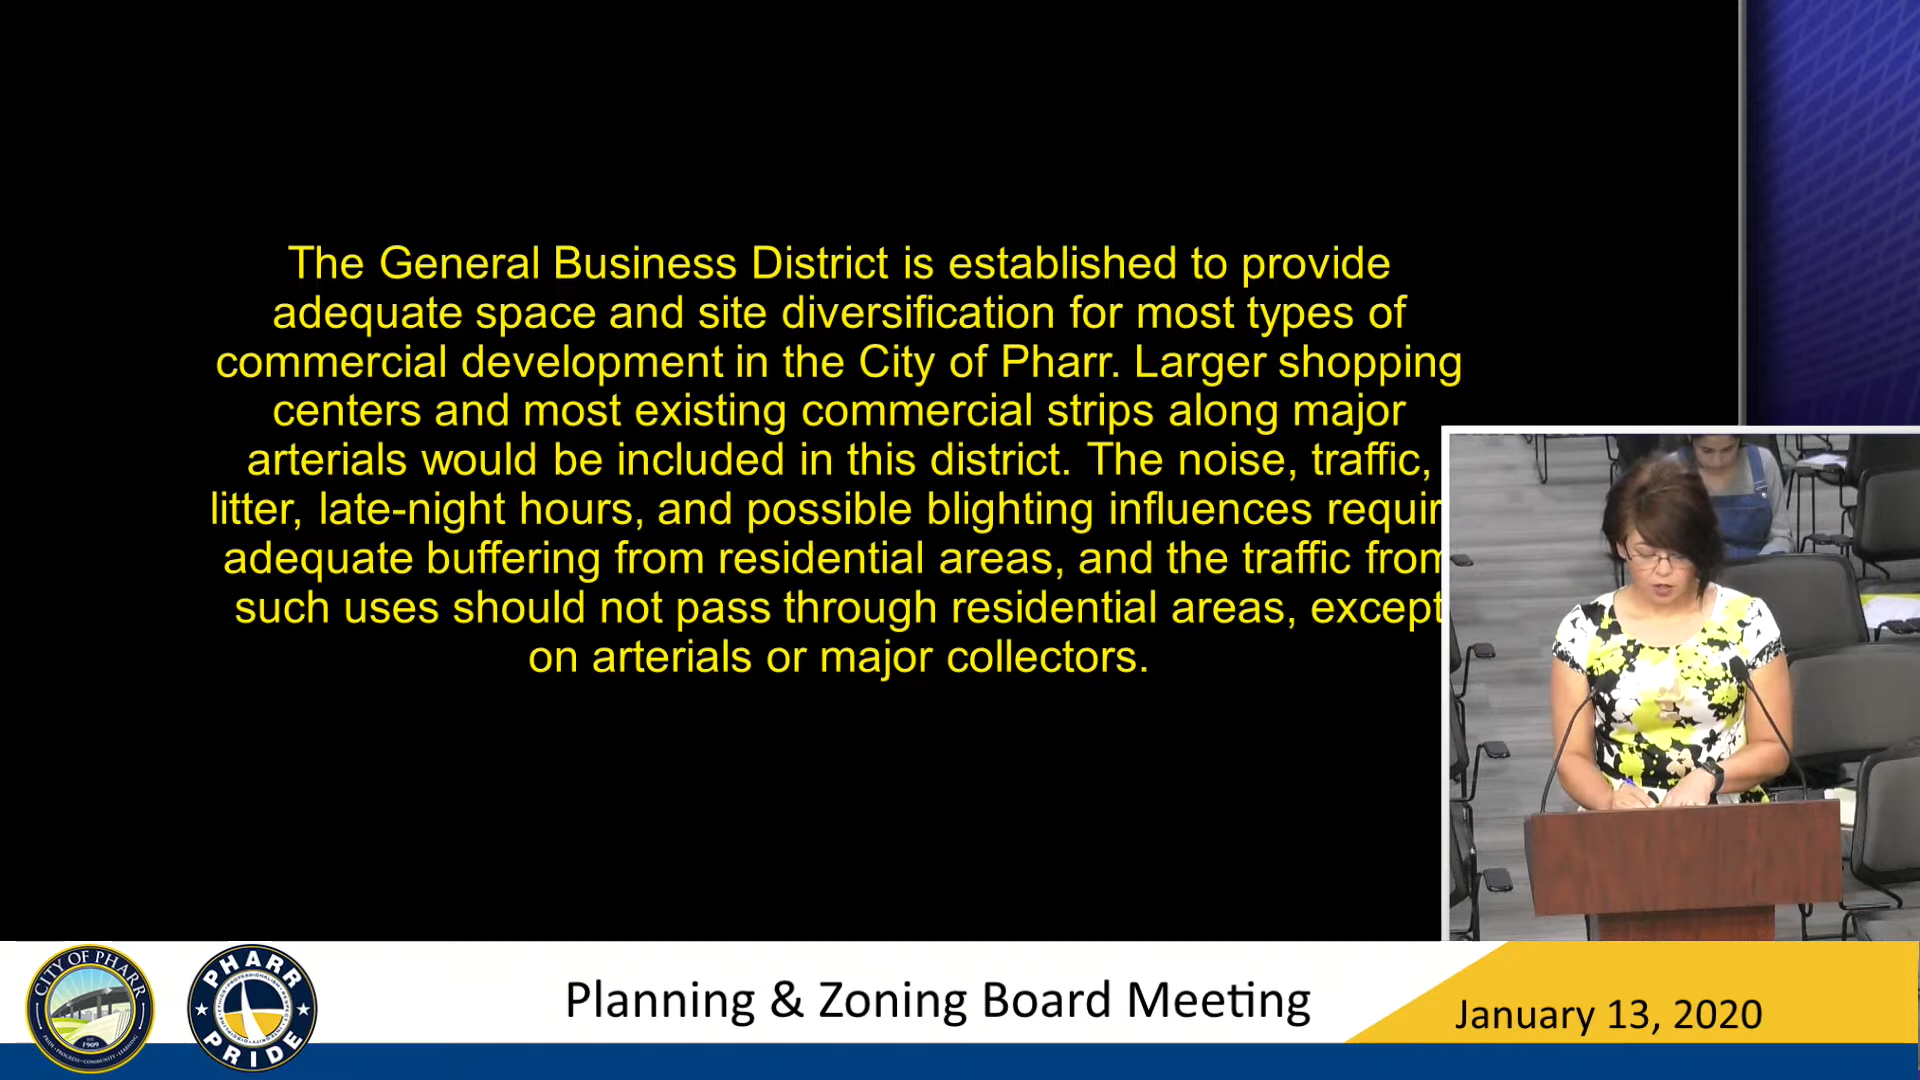 The General Business District is established to provide
adequate space and site diversification for most types of
commercial development in the City of Pharr. Larger shopping
centers and most existing commercial strips along major
arterials would be included in this district. The noise, traffic,
litter, late-night hours, and possible blighting influences requir
adequate buffering from residential areas, and the traffic from
such uses should not pass through residential areas, except
on arterials or major collectors.
CITY OF PHARR
1909
PHARR
PRIDE
Planning & Zoning Board Meeting
January 13, 2020